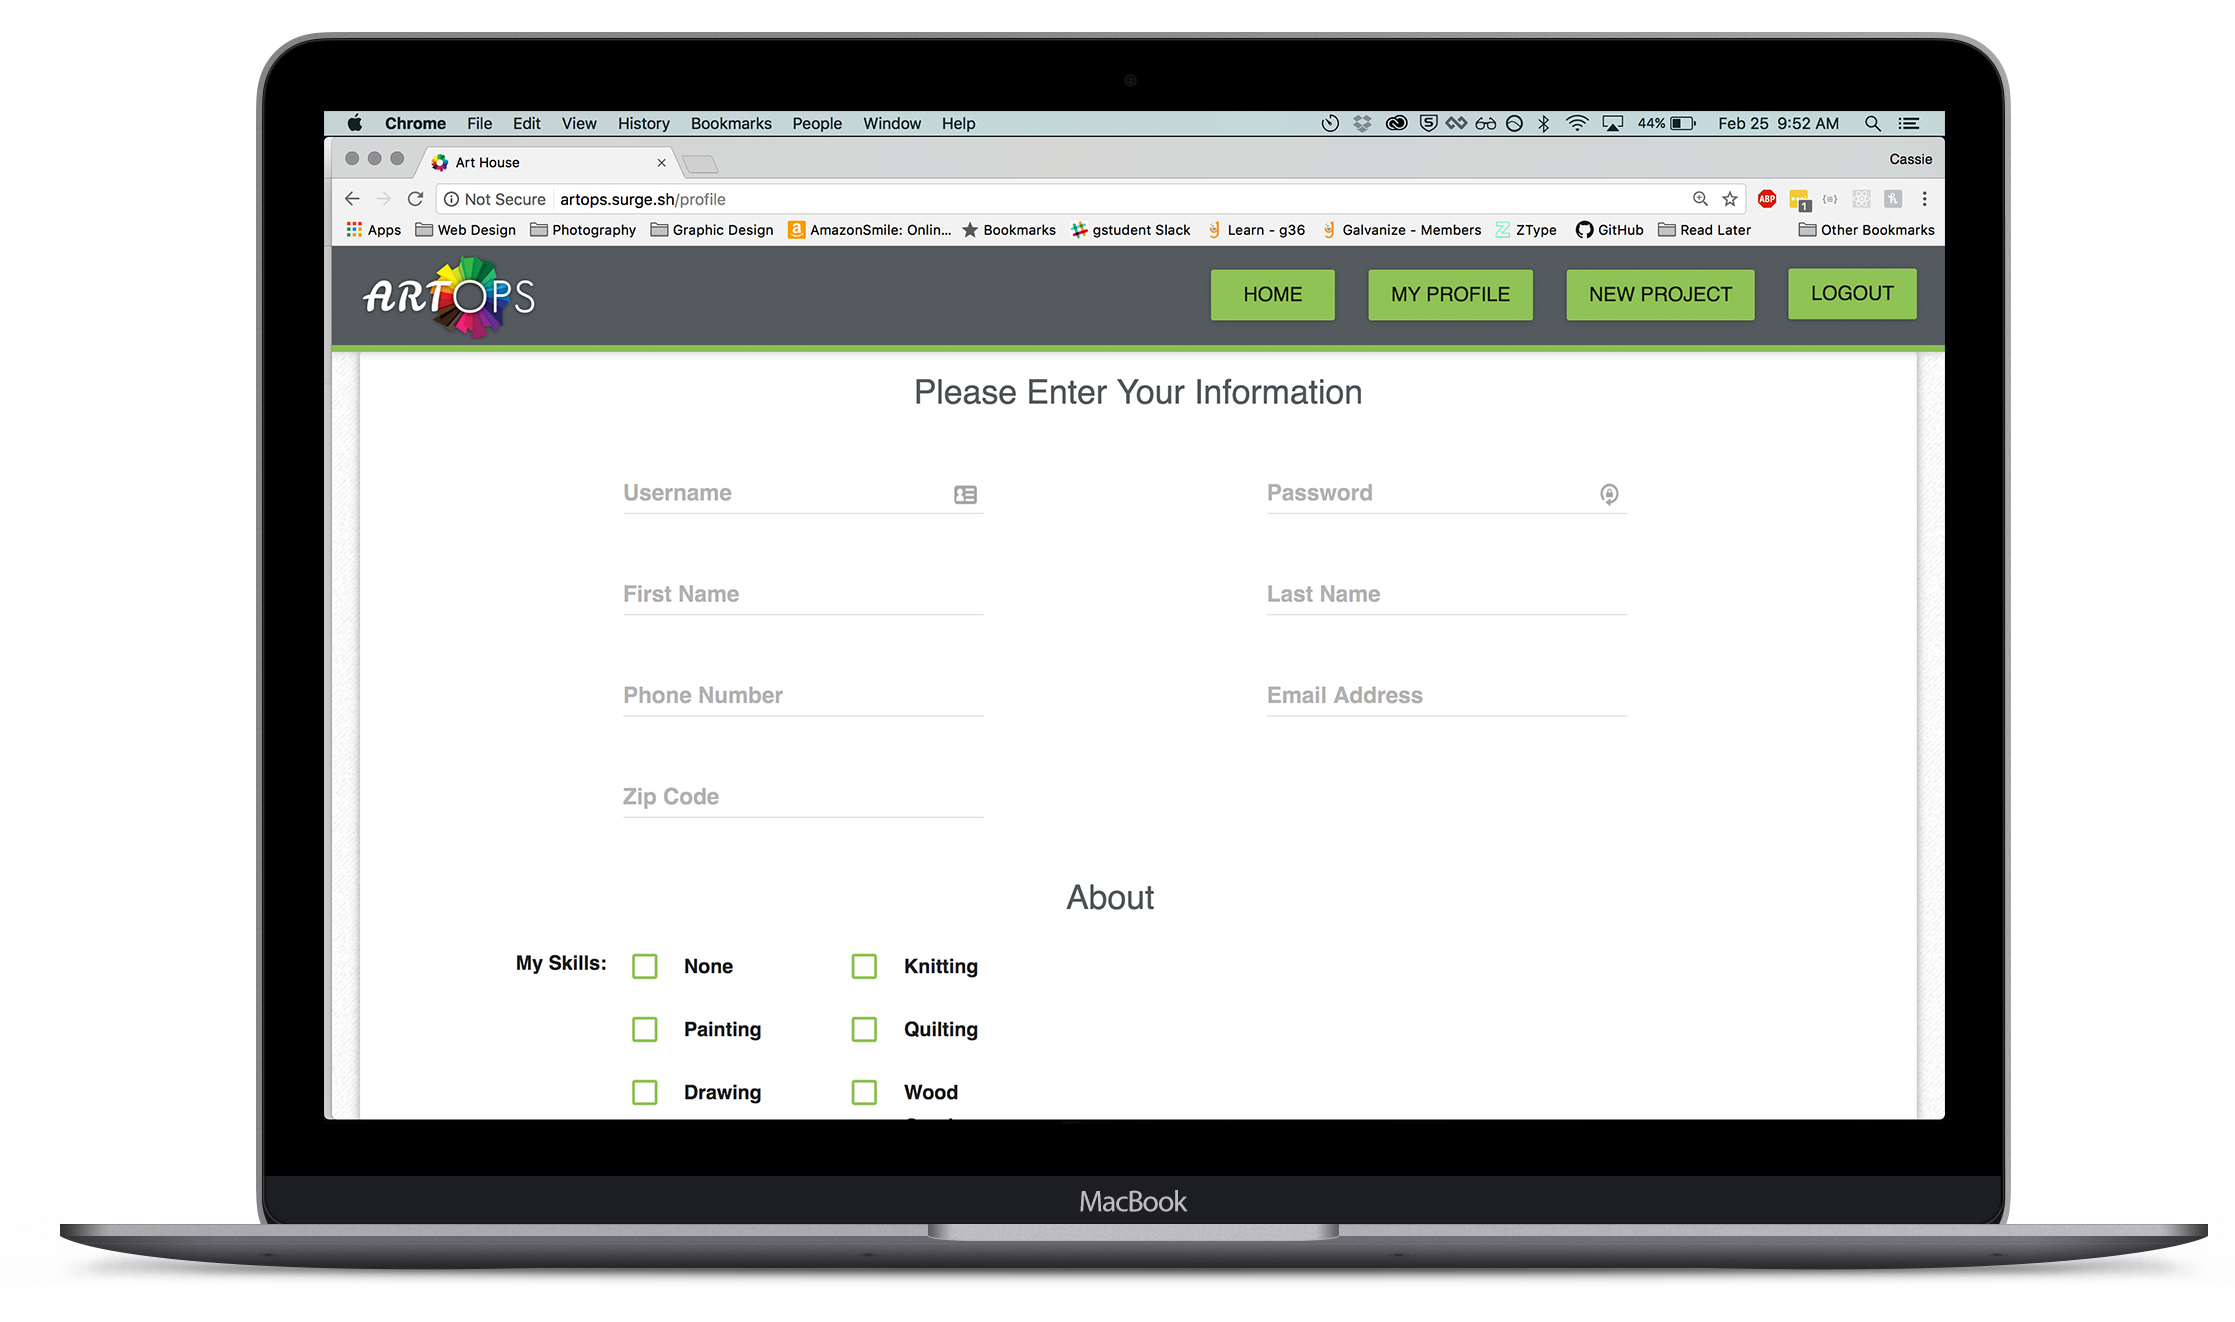 Chrome File Edit View History Bookmarks People Window Help 44% Feb 25 9:52 AM
Art House Cassie
Not Secure artops.surge.sh/profile ABP 1
Apps Web Design Photography Graphic Design AmazonSmile: Onlin... Bookmarks gstudent Slack Learn - g36 Galvanize - Members ZType GitHub Read Later Other Bookmarks
ARTOPS HOME MY PROFILE NEW PROJECT LOGOUT
Please Enter Your Information
Username Password
First Name Last Name
Phone Number Email Address
Zip Code
About
My Skills: None Knitting
Painting Quilting
Drawing Wood
MacBook